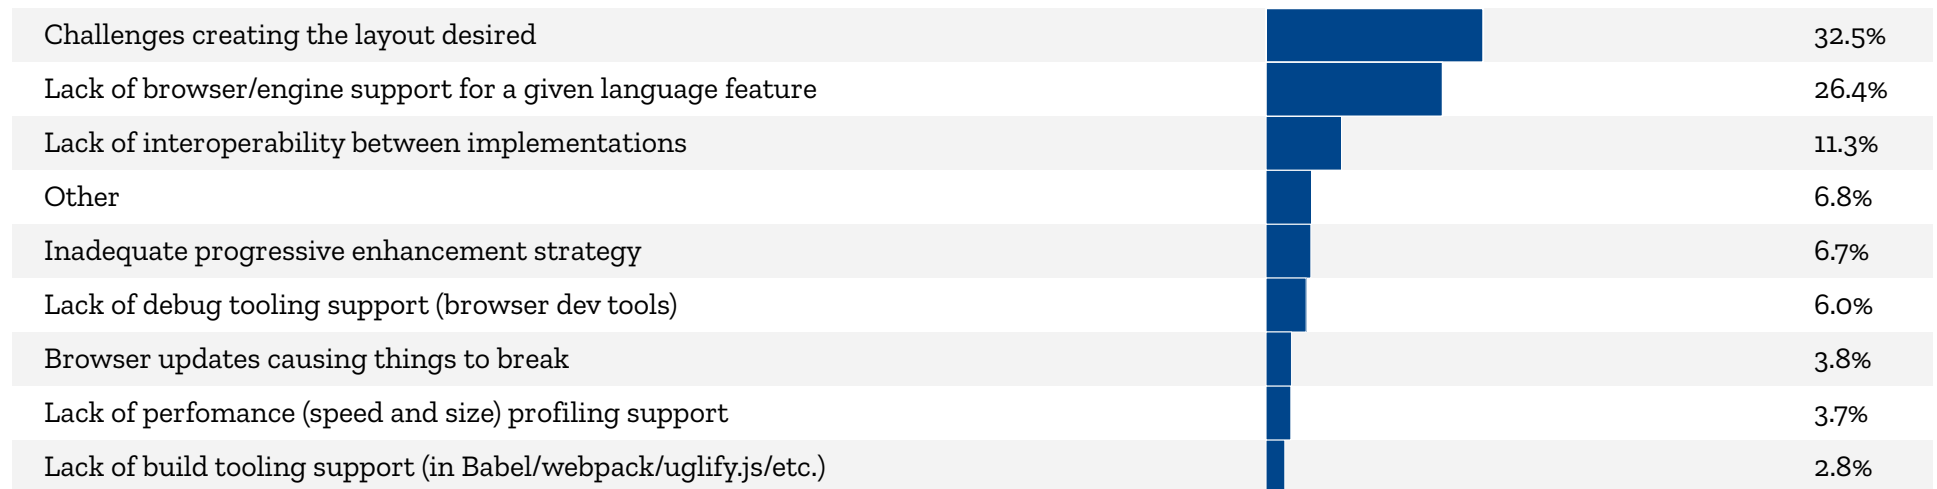 Challenges creating the layout desired 32.5%
Lack of browser/engine support for a given language feature 26.4%
Lack of interoperability between implementations 11.3%
Other 6.8%
Inadequate progressive enhancement strategy 6.7%
Lack of debug tooling support (browser dev tools) 6.0%
Browser updates causing things to break 3.8%
Lack of perfomance (speed and size) profiling support 3.7%
Lack of build tooling support (in Babel/webpack/uglify.js/etc.) 2.8%